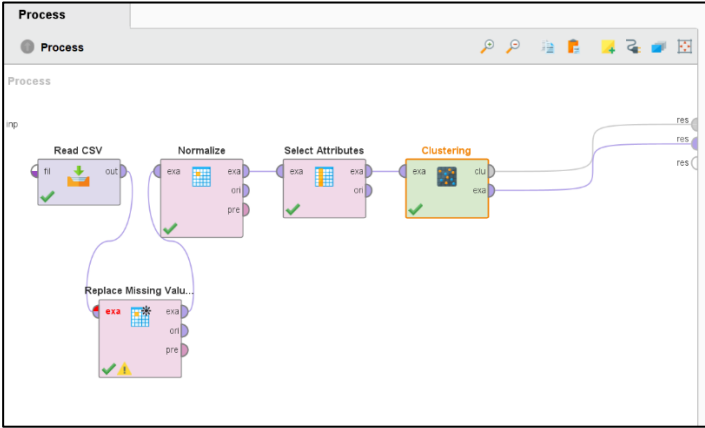 Process
Process
Process
inp
res
res
res
Read CSV
fil
out
Normalize
exa
exa
ori
pre
Select Attributes
exa
exa
ori
Clustering
exa
clu
exa
Replace Missing Valu...
exa
exa
ori
pre